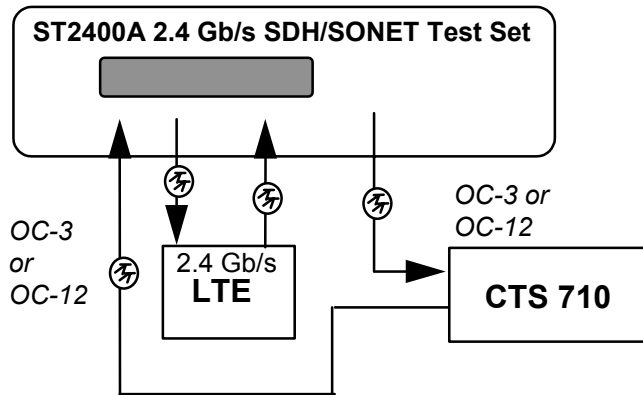 ST2400A 2.4 Gb/s SDH/SONET Test Set
OC-3
or
OC-12
2.4 Gb/s
LTE
OC-3 or
OC-12
CTS 710